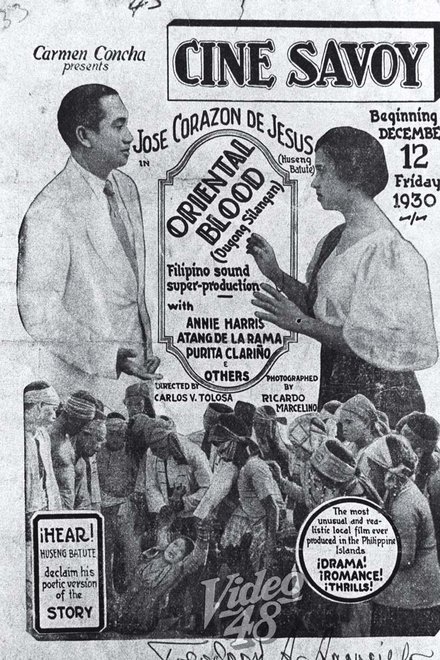 33
48
Carmen Concha
presents
CINE SAVOY
JOSE CORAZON DE JESUS
IN
(Huseng
Batute)
Beginning
DECEMBER
12
Friday
1930
ORIENTAL
BLOOD
(Dugong Silangan)
Filipino sound
super-production
with
ANNIE HARRIS
ATANG DE LA RAMA
PURITA CLARIÑO
&
OTHERS
DIRECTED BY
CARLOS V. TOLOSA
PHOTOGRAPHED
BY
RICARDO
MARCELINO
¡HEAR!
HUSENG BATUTE
declaim his
poetic version
of the
STORY
The most
unusual and rea-
listic local film ever
produced in the Philippine
Islands
¡DRAMA!
¡ROMANCE!
¡THRILLS!
Video
48